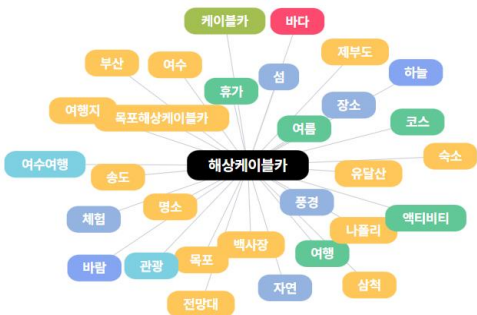 케이블카
바다
부산
여수
제부도
하늘
휴가
섬
장소
여행지
목포해상케이블카
여름
코스
숙소
여수여행
해상케이블카
송도
유달산
체험
명소
풍경
액티비티
나폴리
백사장
여행
바람
관광
목포
자연
삼척
전망대